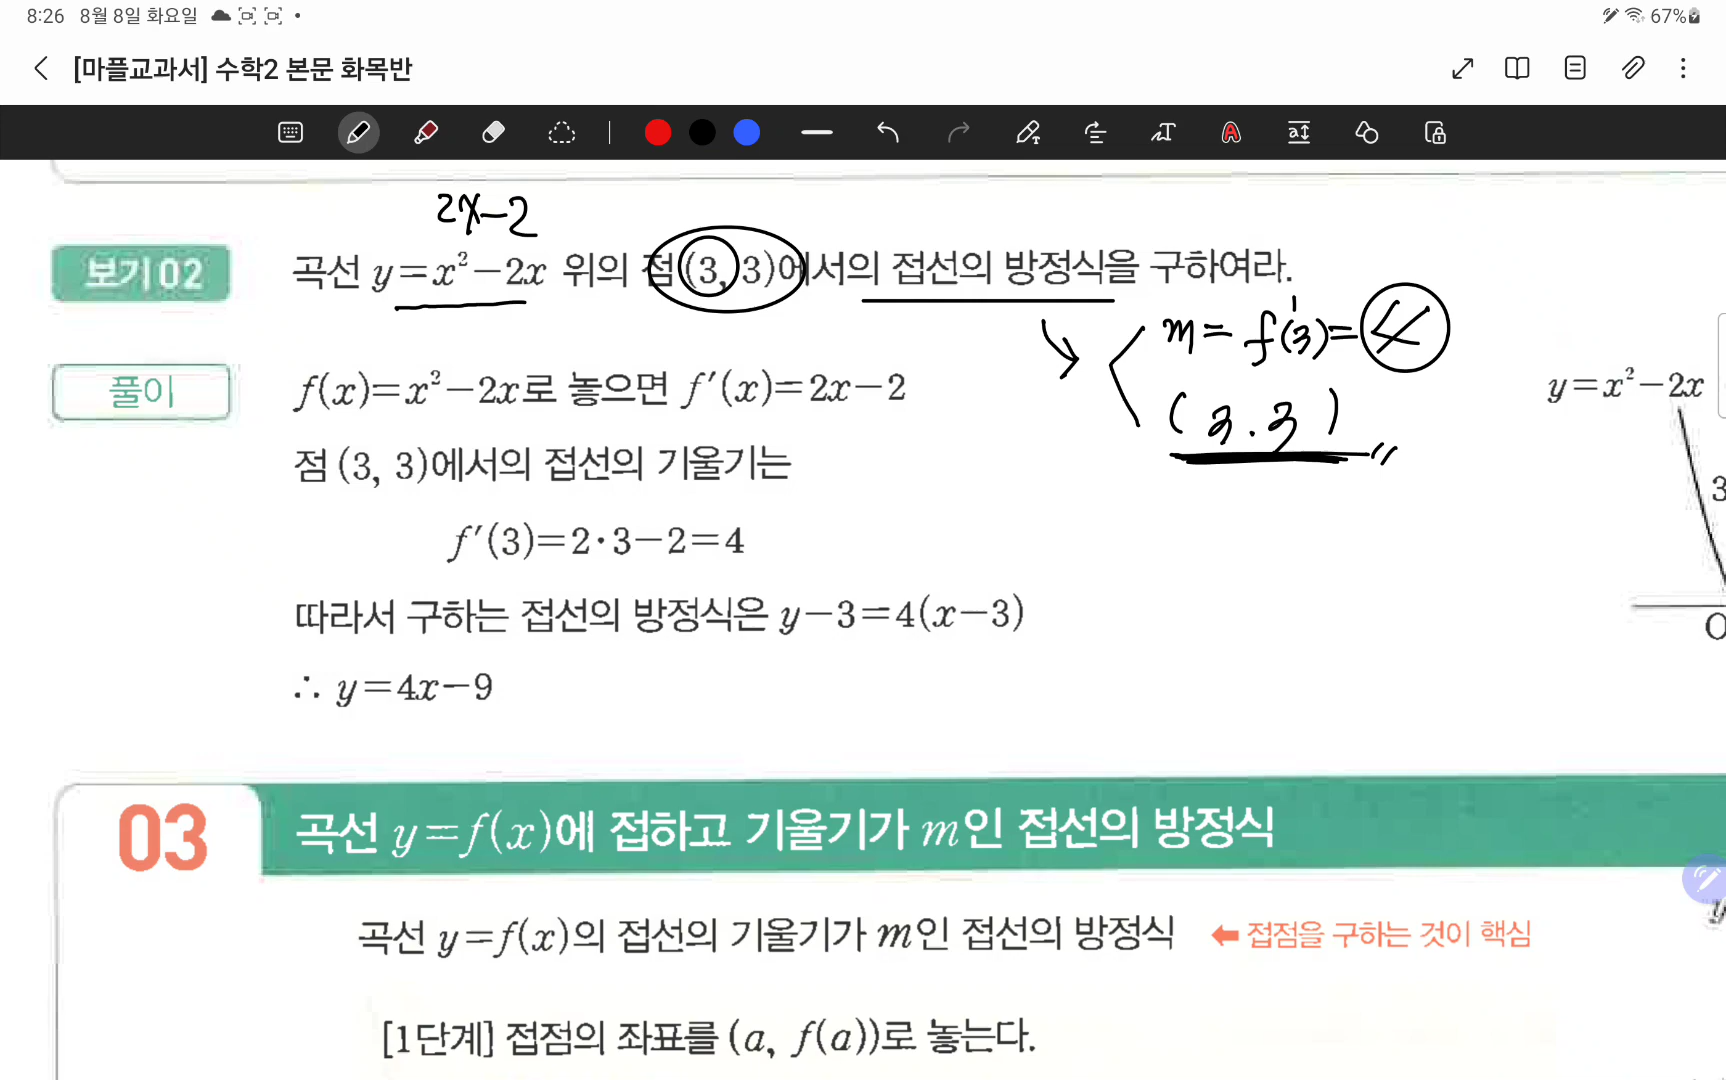 8:26 8월 8일 화요일
67%
[마플교과서] 수학2 본문 화목반
2x-2
보기 02 곡선 y=x²-2x 위의 점 (3, 3)에서의 접선의 방정식을 구하여라.
m = f'(3) = 4
(3.3)
풀이 f(x)=x²-2x로 놓으면 f'(x)=2x-2
y=x²-2x
점 (3, 3)에서의 접선의 기울기는
3
f'(3)=2·3-2=4
따라서 구하는 접선의 방정식은 y-3=4(x-3)
O
∴ y=4x-9
03 곡선 y=f(x)에 접하고 기울기가 m인 접선의 방정식
곡선 y=f(x)의 접선의 기울기가 m인 접선의 방정식 ← 접점을 구하는 것이 핵심
[1단계] 접점의 좌표를 (a, f(a))로 놓는다.